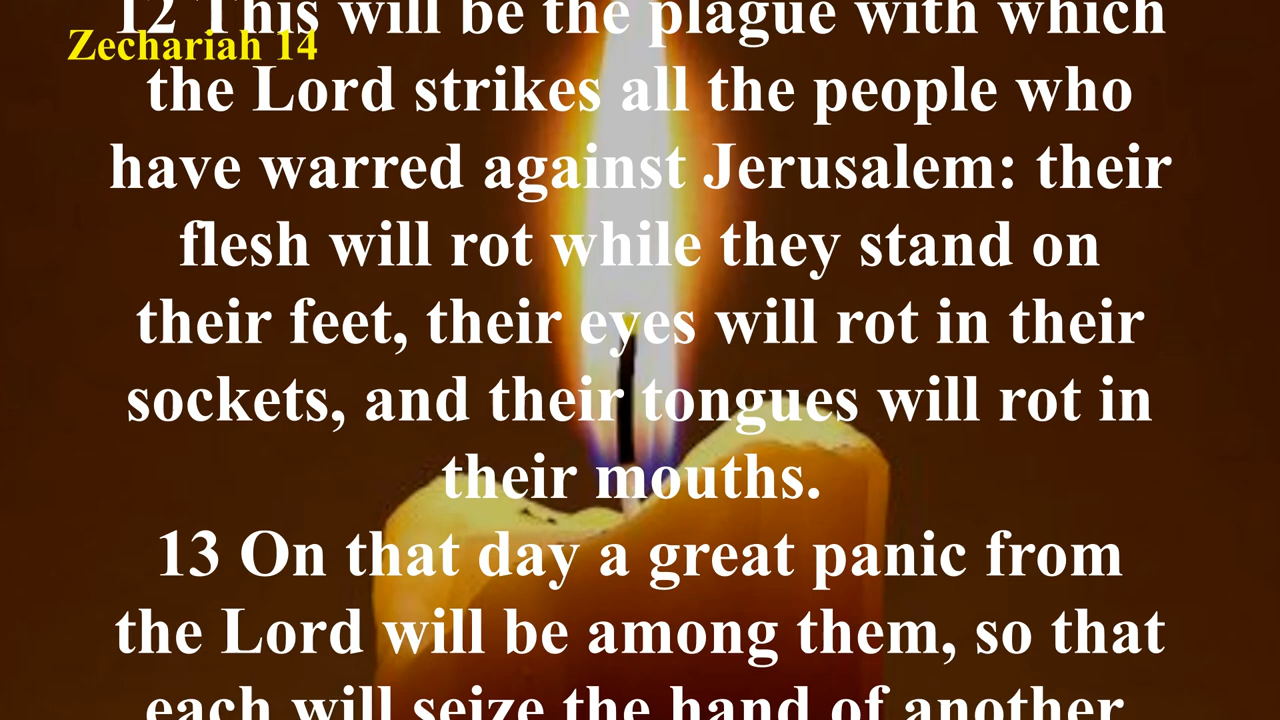 12 This will be the plague with which
Zechariah 14
the Lord strikes all the people who
have warred against Jerusalem: their
flesh will rot while they stand on
their feet, their eyes will rot in their
sockets, and their tongues will rot in
their mouths.
13 On that day a great panic from
the Lord will be among them, so that
each will seize the hand of another